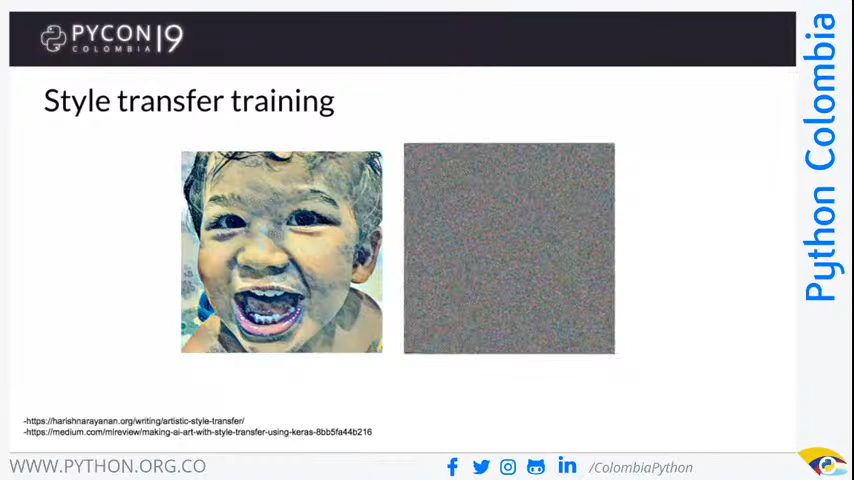 PYCON 19
COLOMBIA
Style transfer training
-https://harishnarayanan.org/writing/artistic-style-transfer/
-https://medium.com/mlreview/making-ai-art-with-style-transfer-using-keras-8bb5fa44b216
WWW.PYTHON.ORG.CO
/ColombiaPython
Python Colombia